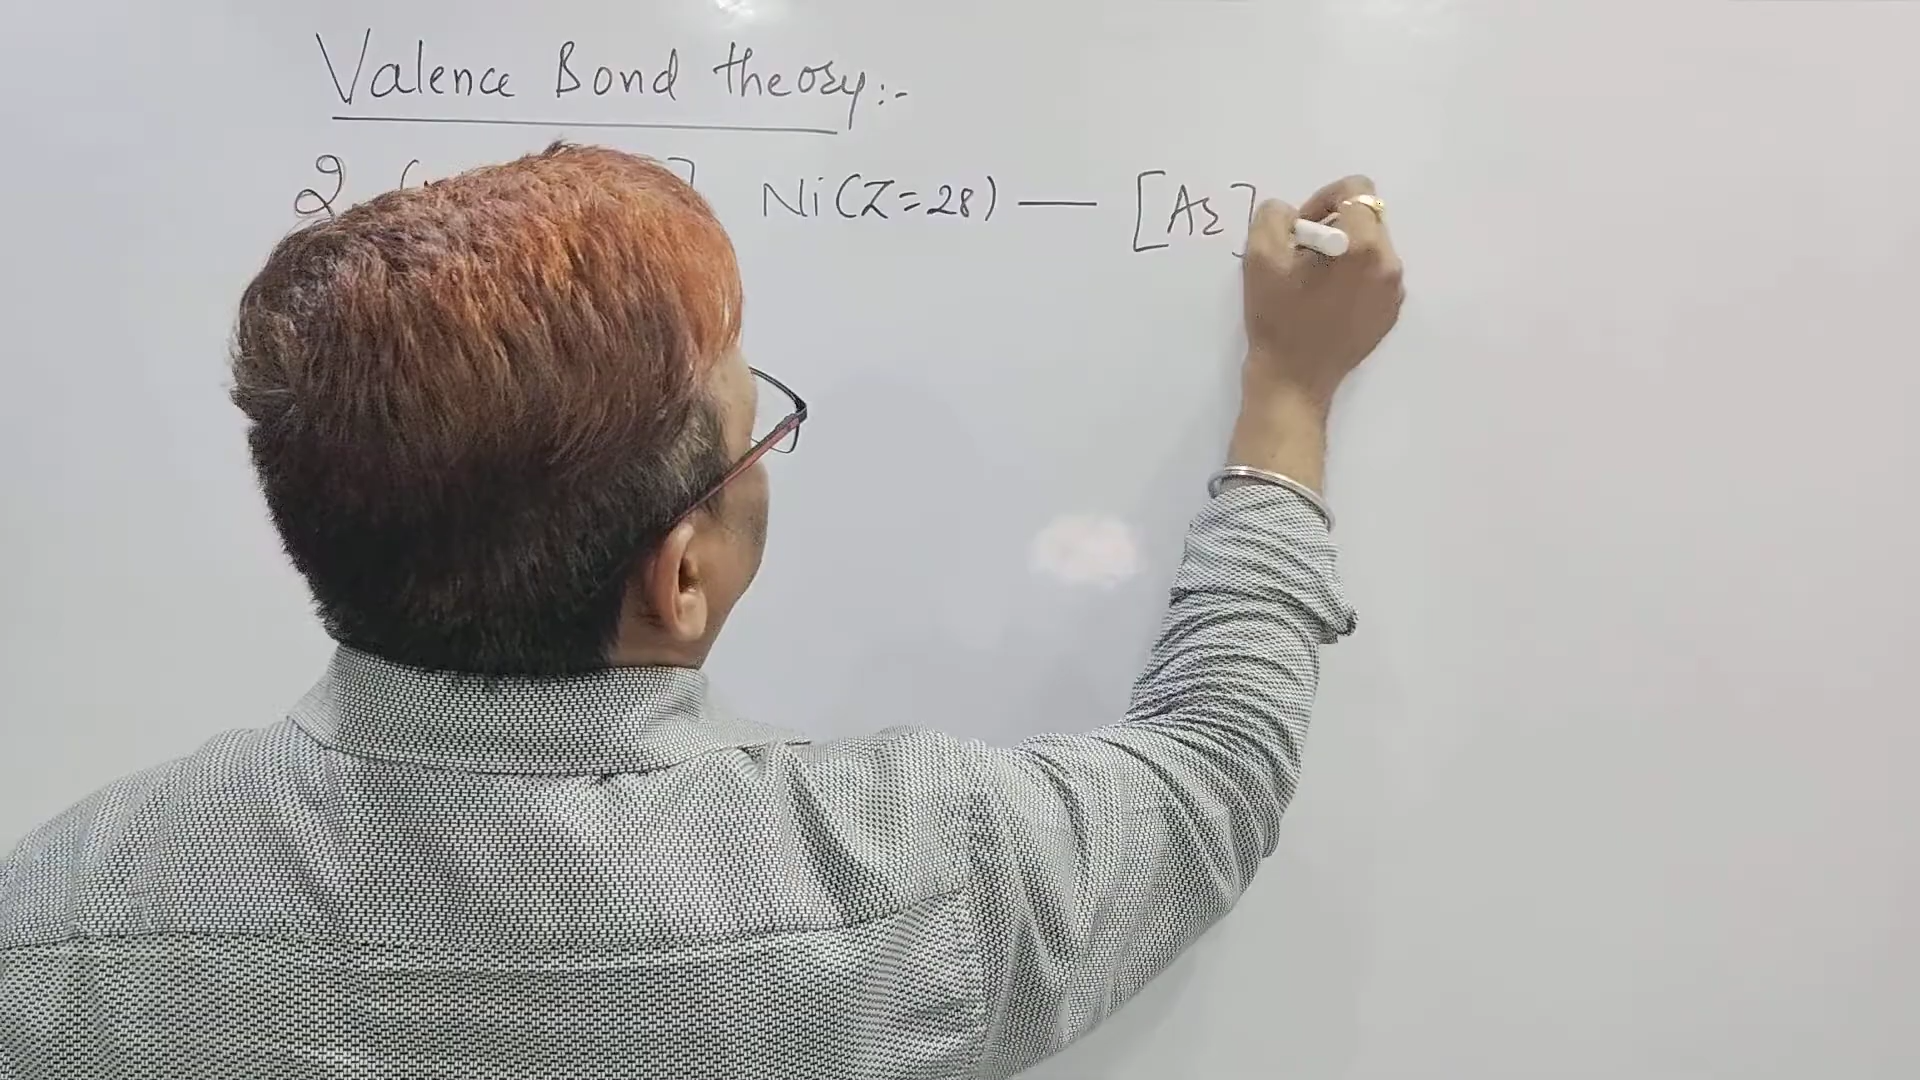 Valence Bond theory:-
2 ] Ni(Z=28) — [Ar]